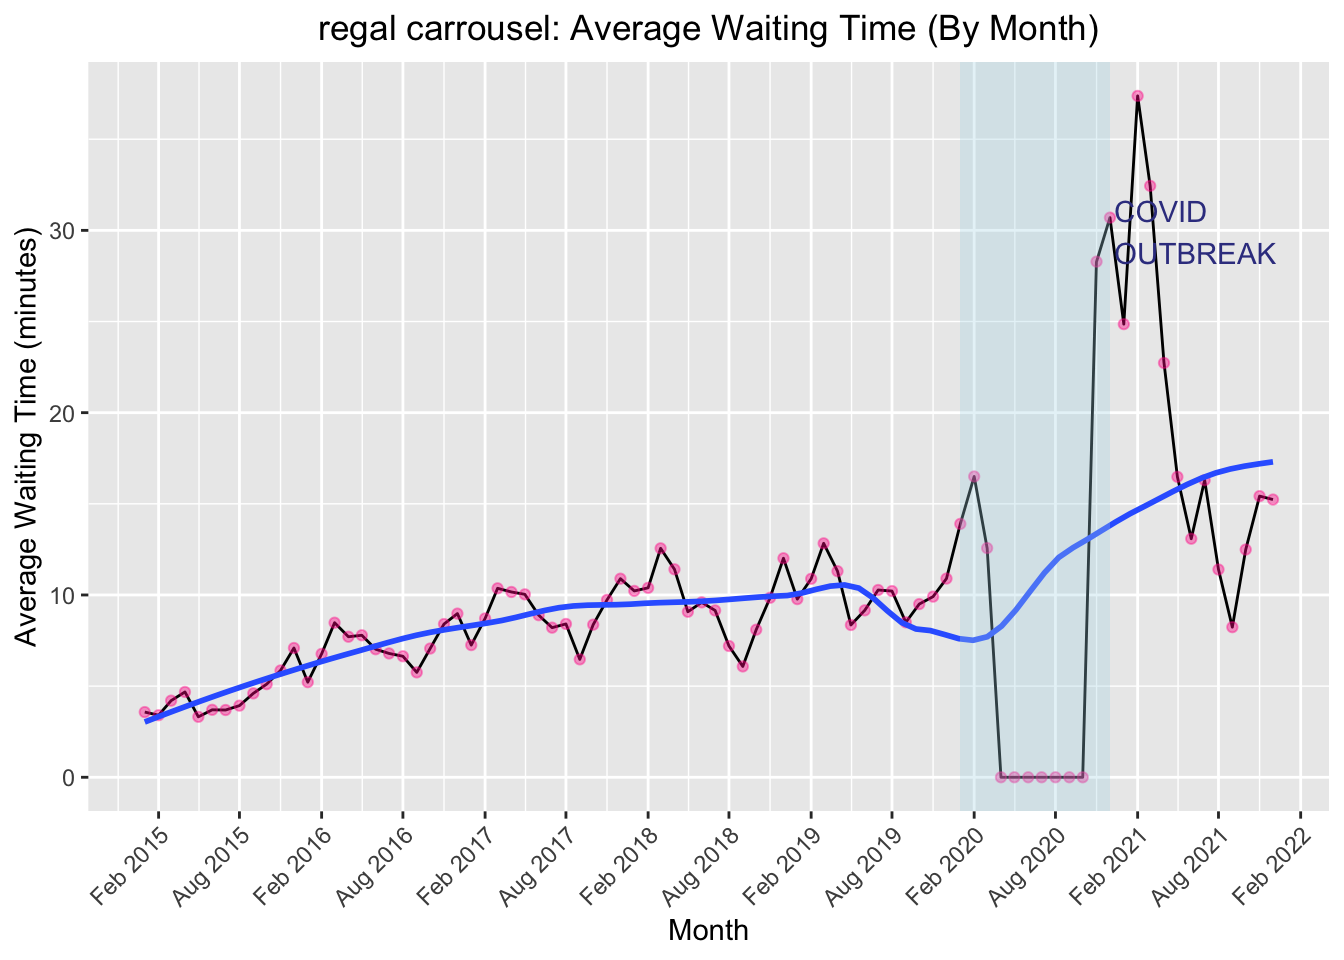 regal carrousel: Average Waiting Time (By Month)
Average Waiting Time (minutes)
30
20
10
0
COVID
OUTBREAK
Feb 2015
Aug 2015
Feb 2016
Aug 2016
Feb 2017
Aug 2017
Feb 2018
Aug 2018
Feb 2019
Aug 2019
Feb 2020
Aug 2020
Feb 2021
Aug 2021
Feb 2022
Month